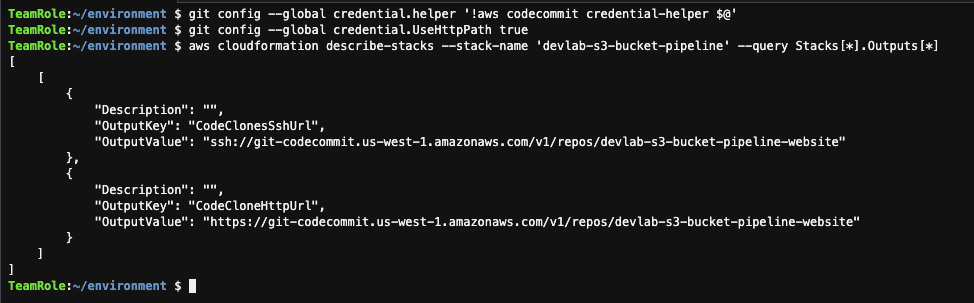 TeamRole:~/environment $ git config --global credential.helper '!aws codecommit credential-helper $@'
TeamRole:~/environment $ git config --global credential.UseHttpPath true
TeamRole:~/environment $ aws cloudformation describe-stacks --stack-name 'devlab-s3-bucket-pipeline' --query Stacks[*].Outputs[*]
[
    [
        {
            "Description": "",
            "OutputKey": "CodeClonesSshUrl",
            "OutputValue": "ssh://git-codecommit.us-west-1.amazonaws.com/v1/repos/devlab-s3-bucket-pipeline-website"
        },
        {
            "Description": "",
            "OutputKey": "CodeCloneHttpUrl",
            "OutputValue": "https://git-codecommit.us-west-1.amazonaws.com/v1/repos/devlab-s3-bucket-pipeline-website"
        }
    ]
]
TeamRole:~/environment $